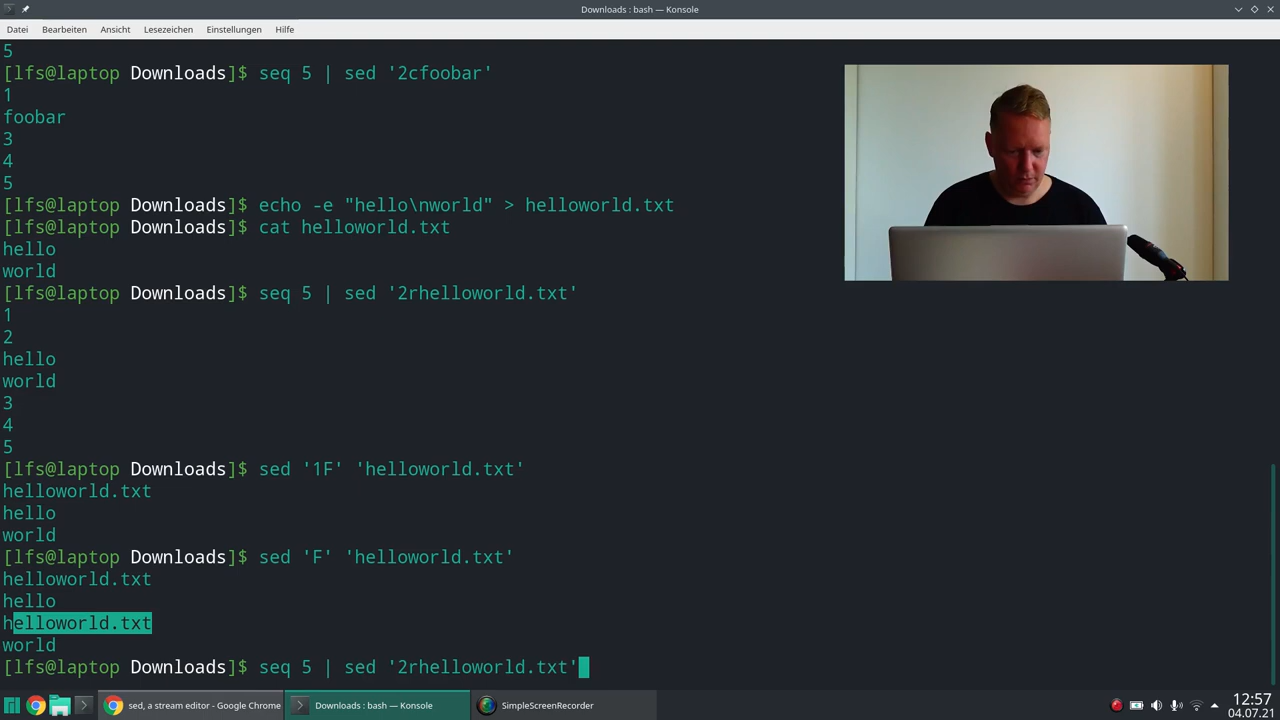 Downloads : bash — Konsole
Datei Bearbeiten Ansicht Lesezeichen Einstellungen Hilfe
5
[lfs@laptop Downloads]$ seq 5 | sed '2cfoobar'
1
foobar
3
4
5
[lfs@laptop Downloads]$ echo -e "hello\nworld" > helloworld.txt
[lfs@laptop Downloads]$ cat helloworld.txt
hello
world
[lfs@laptop Downloads]$ seq 5 | sed '2rhelloworld.txt'
1
2
hello
world
3
4
5
[lfs@laptop Downloads]$ sed '1F' 'helloworld.txt'
helloworld.txt
hello
world
[lfs@laptop Downloads]$ sed 'F' 'helloworld.txt'
helloworld.txt
hello
helloworld.txt
world
[lfs@laptop Downloads]$ seq 5 | sed '2rhelloworld.txt'
sed, a stream editor - Google Chrome
Downloads : bash — Konsole
SimpleScreenRecorder
12:57
04.07.21